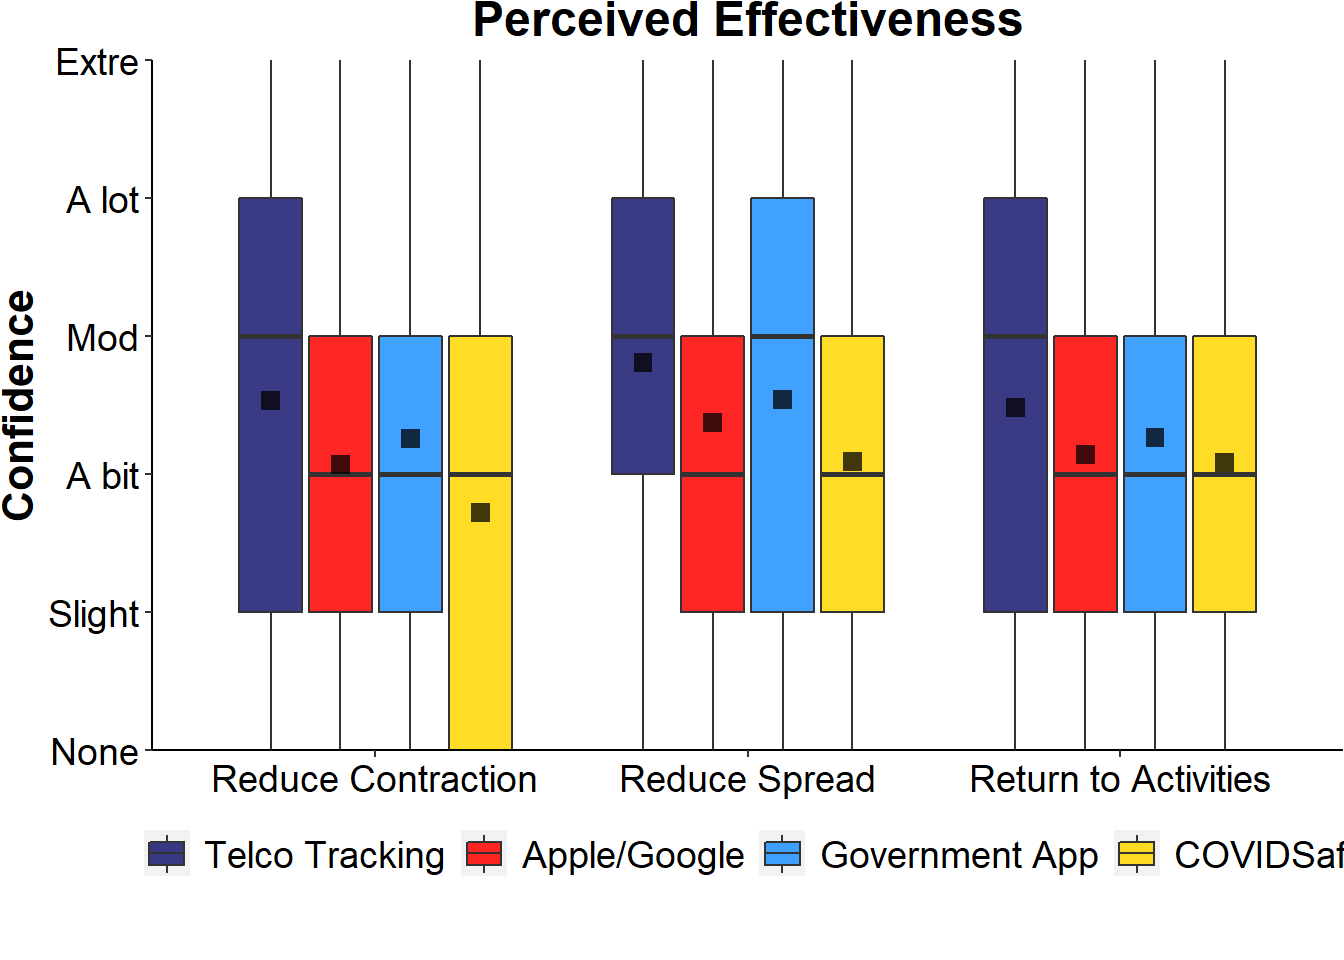 Perceived Effectiveness
Confidence
Extre
A lot
Mod
A bit
Slight
None
Reduce Contraction Reduce Spread Return to Activities
Telco Tracking Apple/Google Government App COVIDSaf